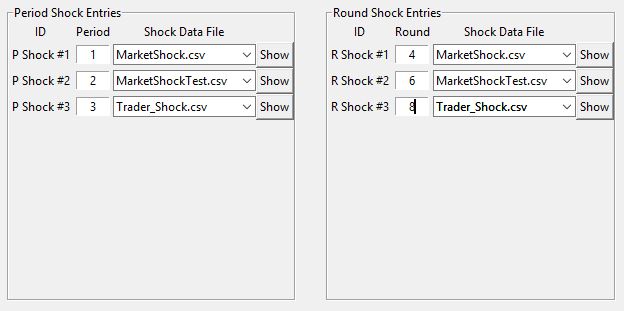 Period Shock Entries
ID Period Shock Data File
P Shock #1 1 MarketShock.csv Show
P Shock #2 2 MarketShockTest.csv Show
P Shock #3 3 Trader_Shock.csv Show
Round Shock Entries
ID Round Shock Data File
R Shock #1 4 MarketShock.csv Show
R Shock #2 6 MarketShockTest.csv Show
R Shock #3 8 Trader_Shock.csv Show